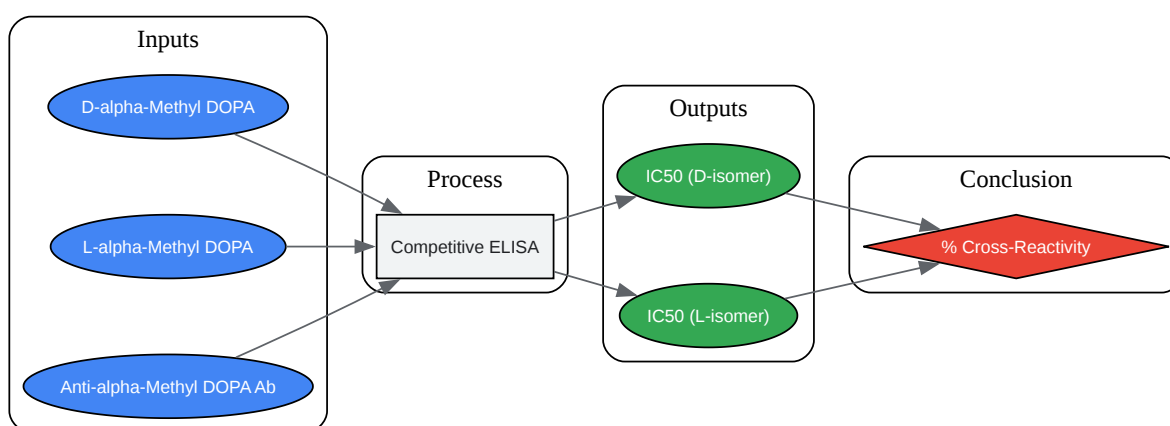 Inputs
D-alpha-Methyl DOPA
L-alpha-Methyl DOPA
Anti-alpha-Methyl DOPA Ab
Process
Competitive ELISA
Outputs
IC50 (D-isomer)
IC50 (L-isomer)
Conclusion
% Cross-Reactivity